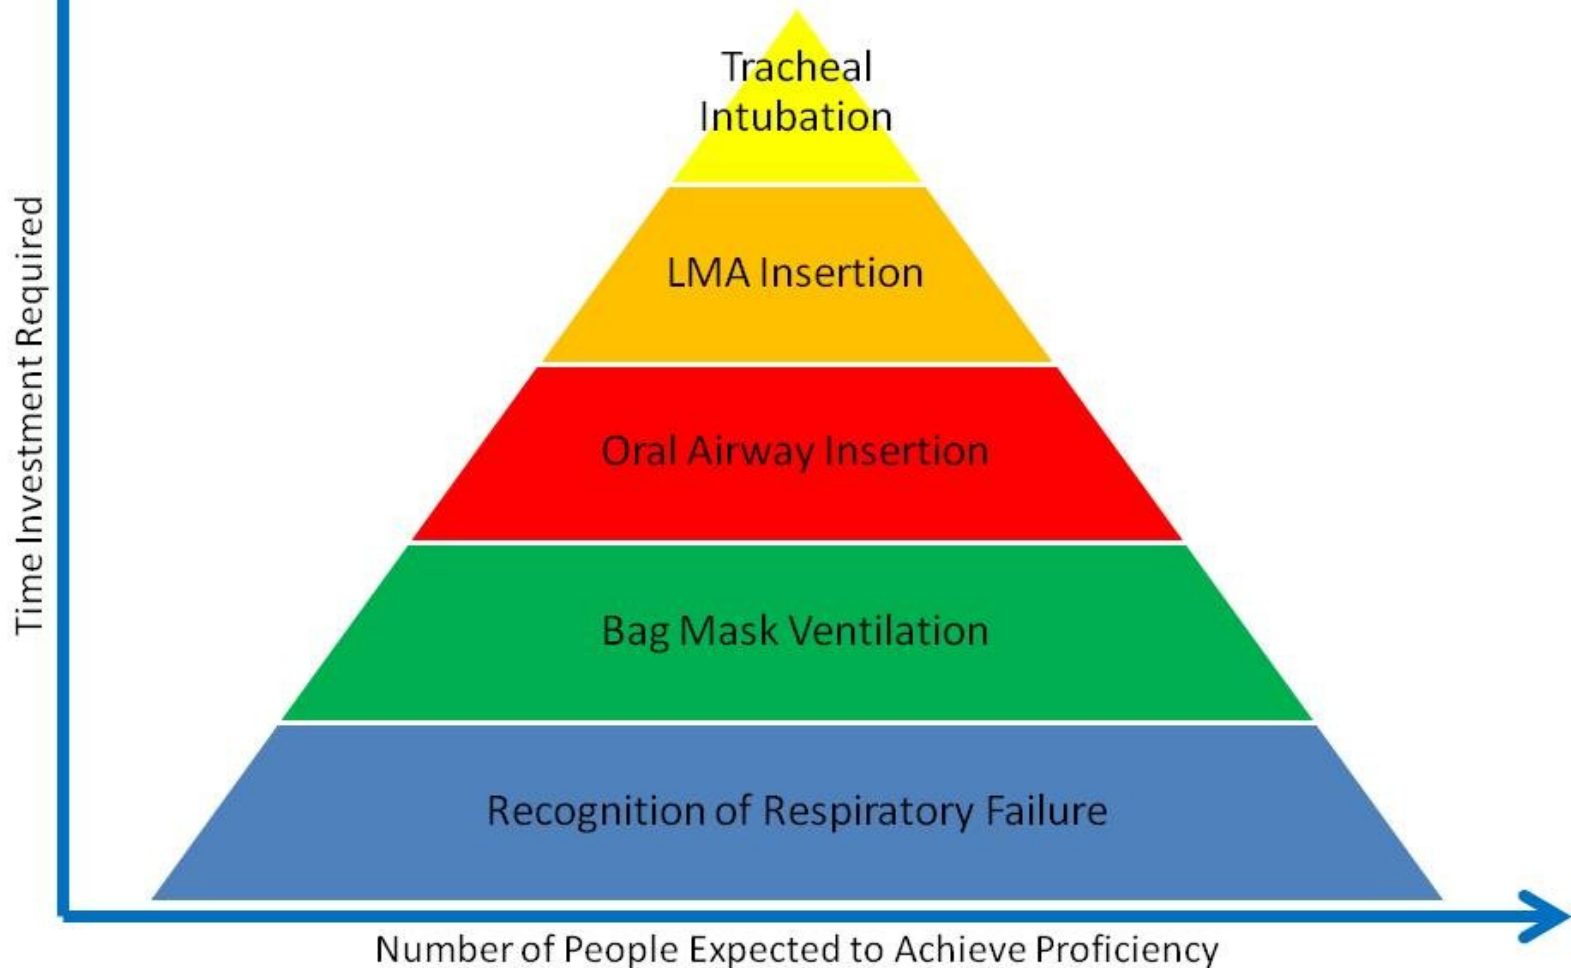 Tracheal
Intubation
LMA Insertion
Oral Airway Insertion
Bag Mask Ventilation
Recognition of Respiratory Failure
Time Investment Required
Number of People Expected to Achieve Proficiency